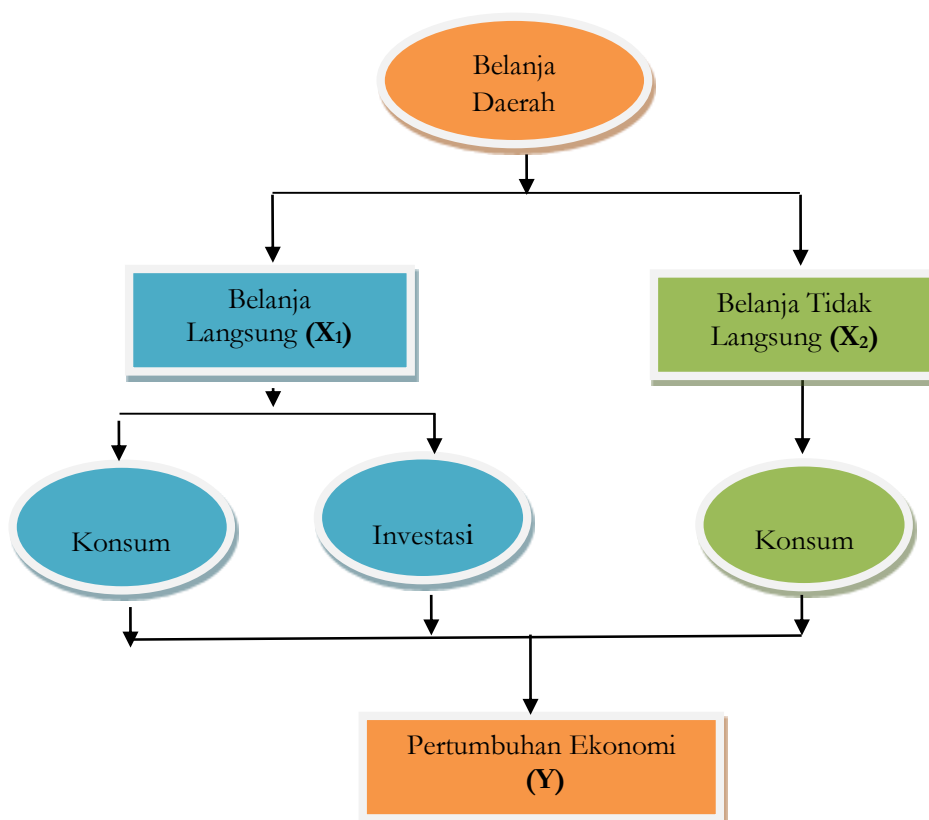 Belanja
Daerah
Belanja
Langsung (X₁)
Belanja Tidak
Langsung (X₂)
Konsum
Investasi
Konsum
Pertumbuhan Ekonomi
(Y)